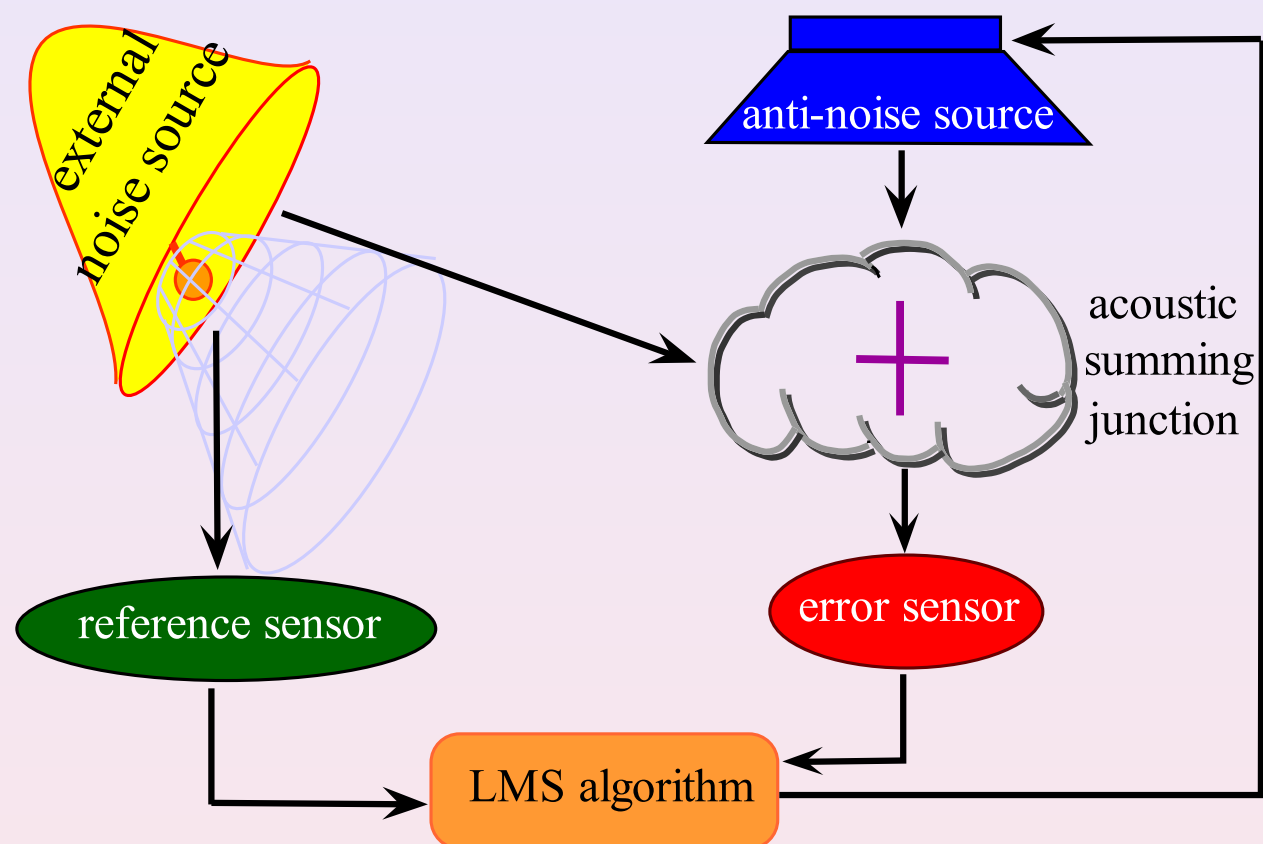 external
noise source
anti-noise source
acoustic
summing
junction
reference sensor
error sensor
LMS algorithm